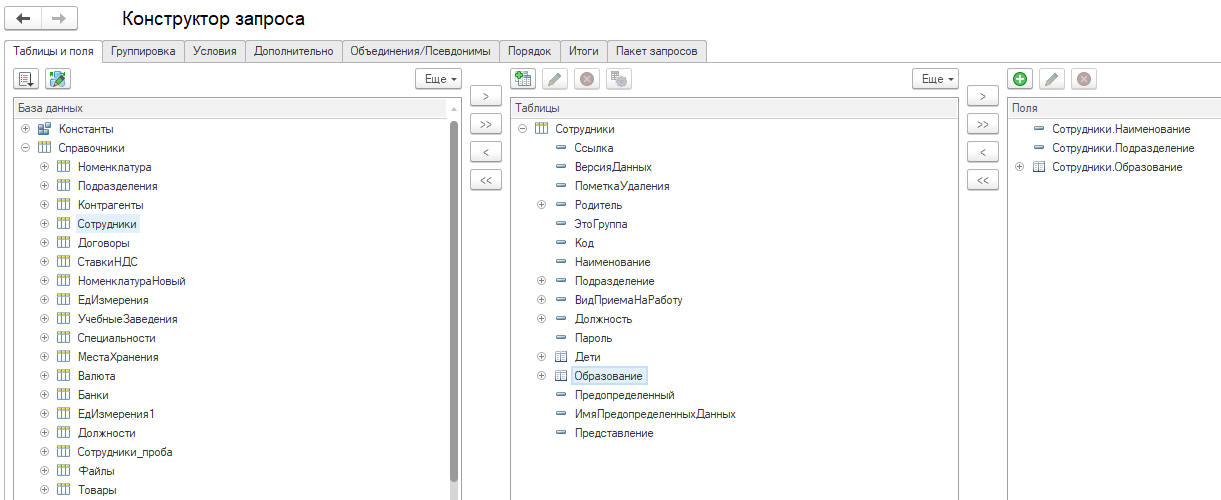 Конструктор запроса
Таблицы и поля Группировка Условия Дополнительно Объединения/Псевдонимы Порядок Итоги Пакет запросов
Еще
База данных
Константы
Справочники
Номенклатура
Подразделения
Контрагенты
Сотрудники
Договоры
СтавкиНДС
НоменклатураНовый
ЕдИзмерения
УчебныеЗаведения
Специальности
МестаХранения
Валюта
Банки
ЕдИзмерения1
Должности
Сотрудники_проба
Файлы
Товары
>
>>
<
<<
Еще
Таблицы
Сотрудники
Ссылка
ВерсияДанных
ПометкаУдаления
Родитель
ЭтоГруппа
Код
Наименование
Подразделение
ВидПриемаНаРаботу
Должность
Пароль
Дети
Образование
Предопределенный
ИмяПредопределенныхДанных
Представление
>
>>
<
<<
Поля
Сотрудники.Наименование
Сотрудники.Подразделение
Сотрудники.Образование